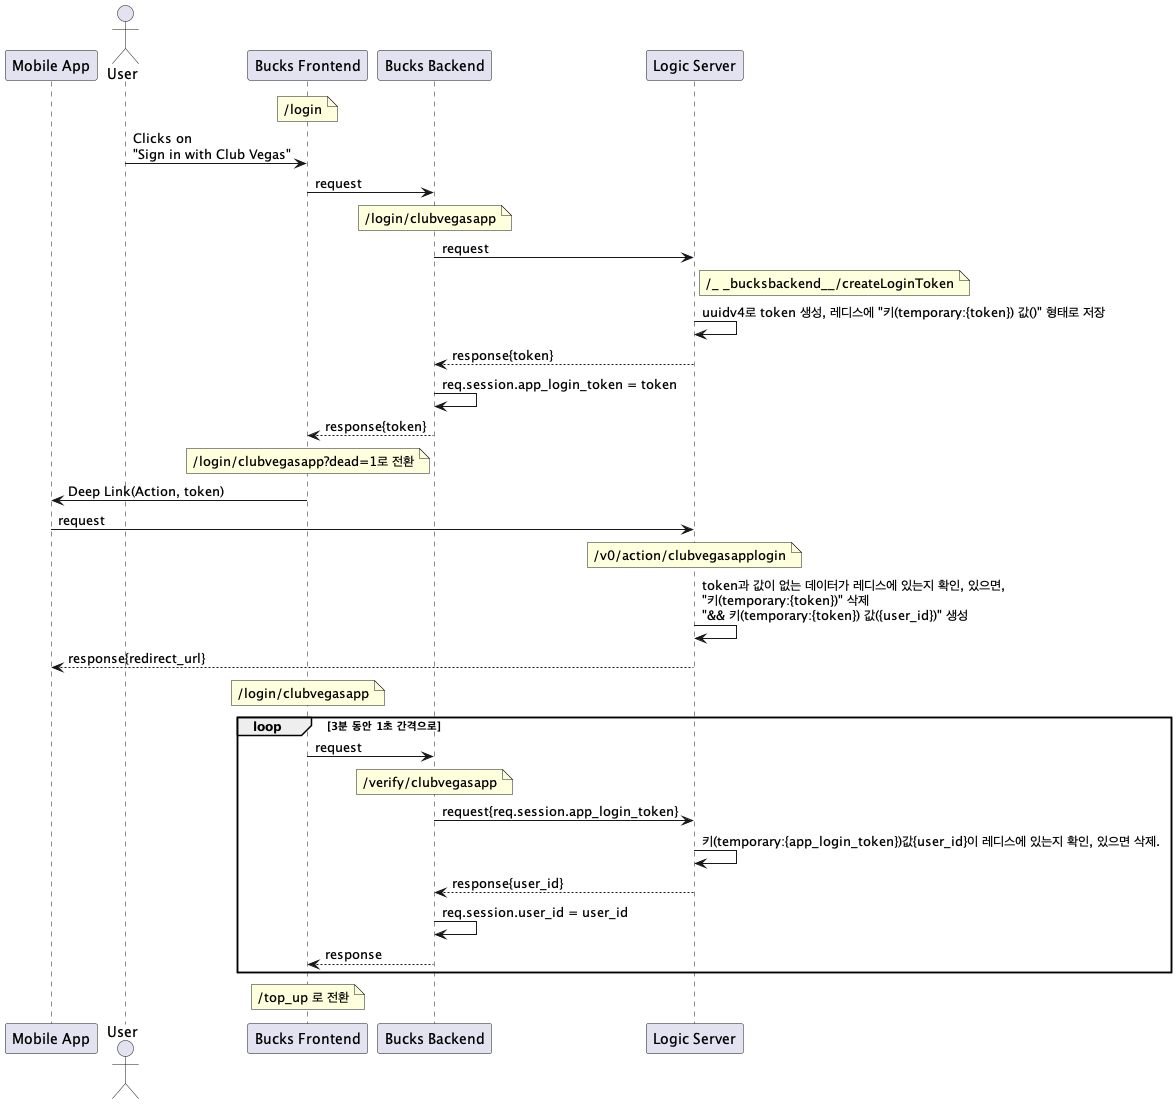 User
Mobile App
Bucks Frontend
Bucks Backend
Logic Server
/login
Clicks on
"Sign in with Club Vegas"
request
/login/clubvegasapp
request
/_ _bucksbackend__/createLoginToken
uuidv4로 token 생성, 레디스에 "키(temporary:{token}) 값()" 형태로 저장
response{token}
req.session.app_login_token = token
response{token}
/login/clubvegasapp?dead=1로 전환
Deep Link(Action, token)
request
/v0/action/clubvegasapplogin
token과 값이 없는 데이터가 레디스에 있는지 확인, 있으면,
"키(temporary:{token})" 삭제
"&& 키(temporary:{token}) 값({user_id})" 생성
response{redirect_url}
/login/clubvegasapp
loop
[3분 동안 1초 간격으로]
request
/verify/clubvegasapp
request{req.session.app_login_token}
키(temporary:{app_login_token})값{user_id}이 레디스에 있는지 확인, 있으면 삭제.
response{user_id}
req.session.user_id = user_id
response
/top_up 로 전환
User
Mobile App
Bucks Frontend
Bucks Backend
Logic Server